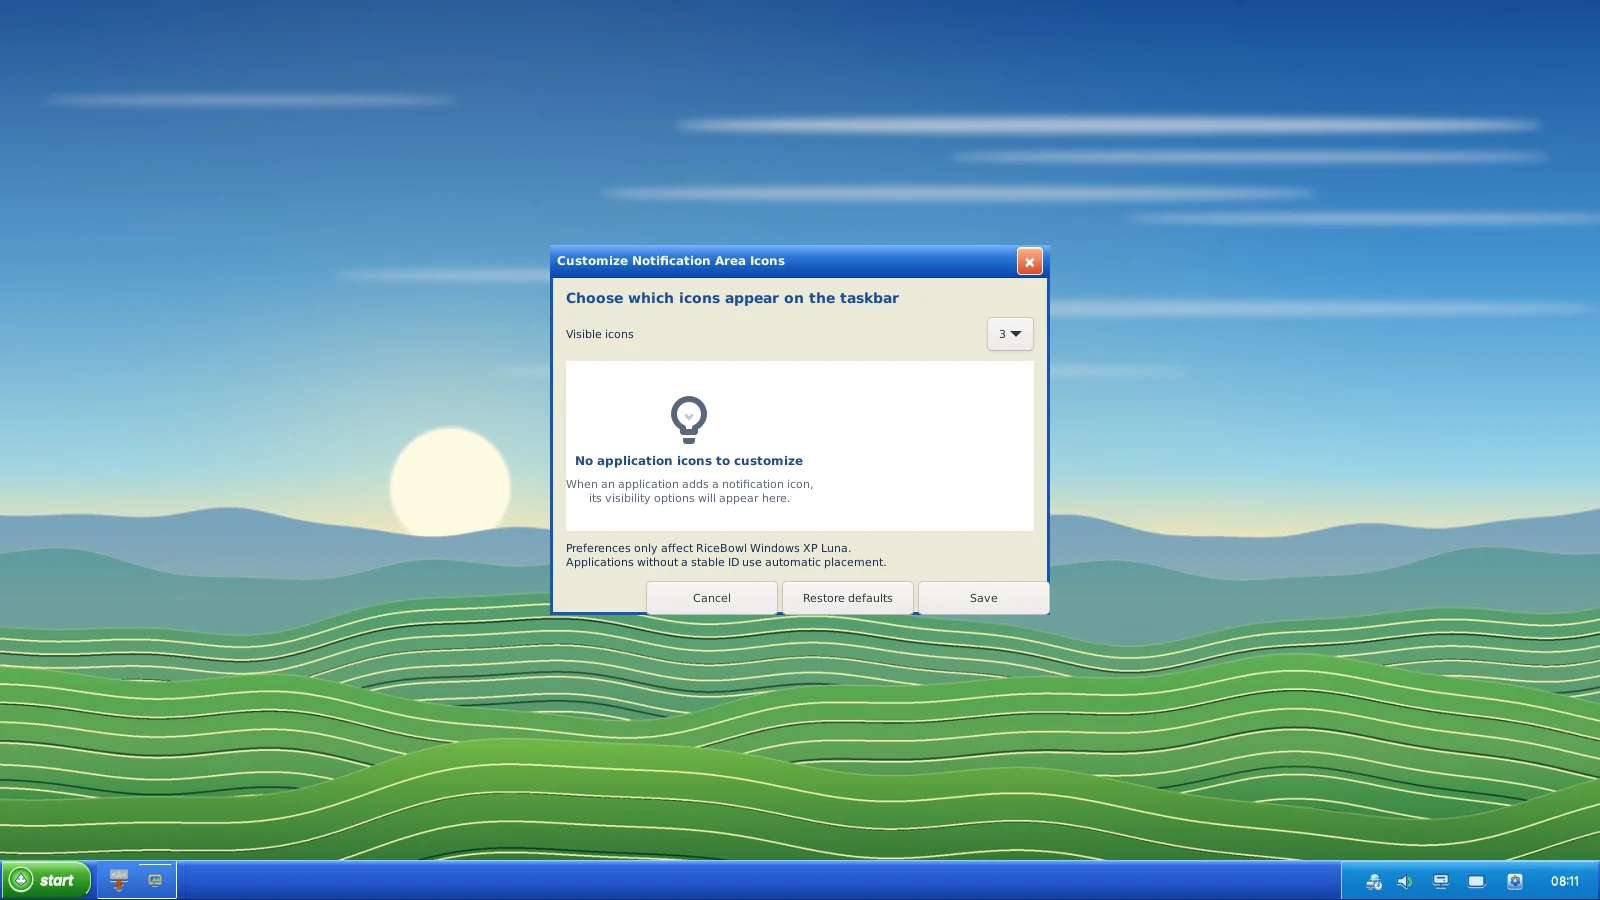 Customize Notification Area Icons
Choose which icons appear on the taskbar
Visible icons
3
No application icons to customize
When an application adds a notification icon,
its visibility options will appear here.
Preferences only affect RiceBowl Windows XP Luna.
Applications without a stable ID use automatic placement.
Cancel
Restore defaults
Save
start
08:11